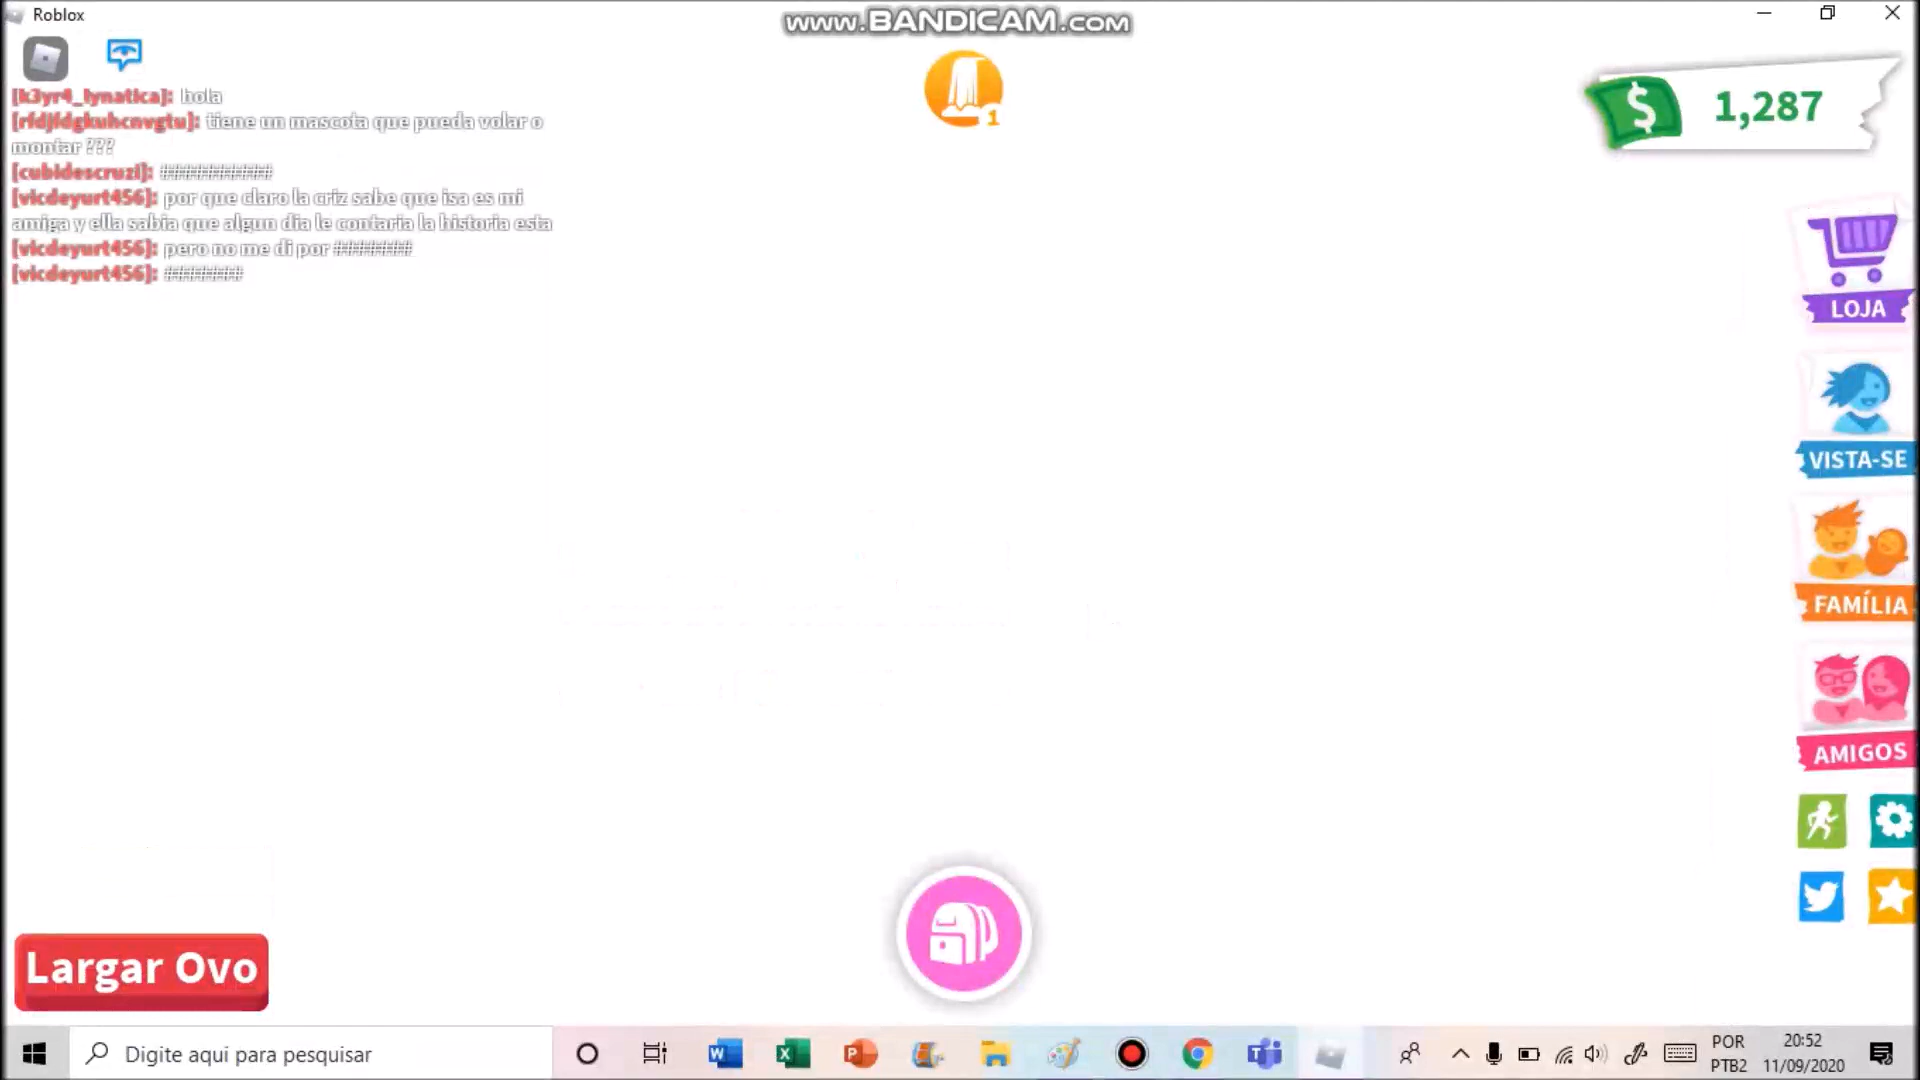 Roblox
www.BANDICAM.com
1
1,287
[k3yr4_lynatica]: hola
[rfdjfdgkuhcnvgtu]: tiene un mascota que pueda volar o
montar ???
[cubidescruzi]: ###########
[vicdeyurt456]: por que claro la criz sabe que isa es mi
amiga y ella sabia que algun dia le contaria la historia esta
[vicdeyurt456]: pero no me di por ########
[vicdeyurt456]: ########
LOJA
VISTA-SE
FAMÍLIA
AMIGOS
Largar Ovo
Digite aqui para pesquisar
POR
PTB2
20:52
11/09/2020